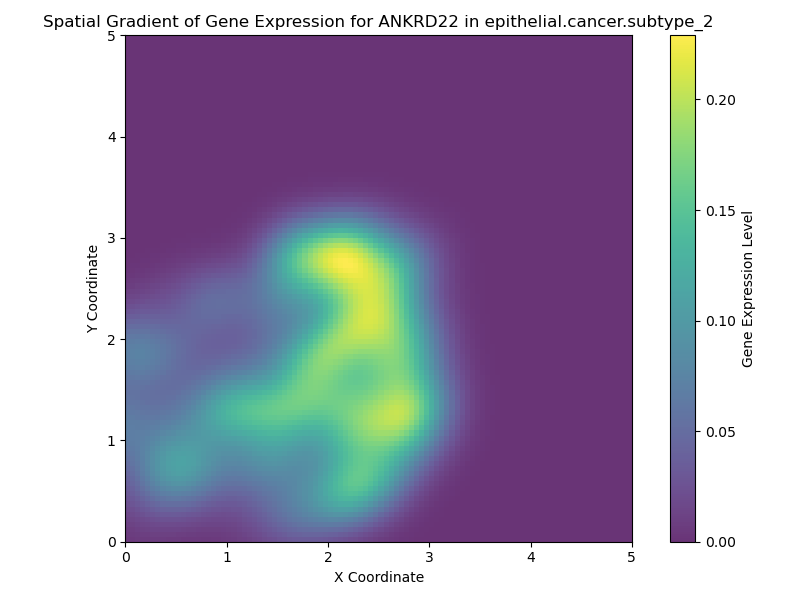 Spatial Gradient of Gene Expression for ANKRD22 in epithelial.cancer.subtype_2
5
4
3
2
1
0
0 1 2 3 4 5
Y Coordinate
X Coordinate
0.20
0.15
0.10
0.05
0.00
Gene Expression Level